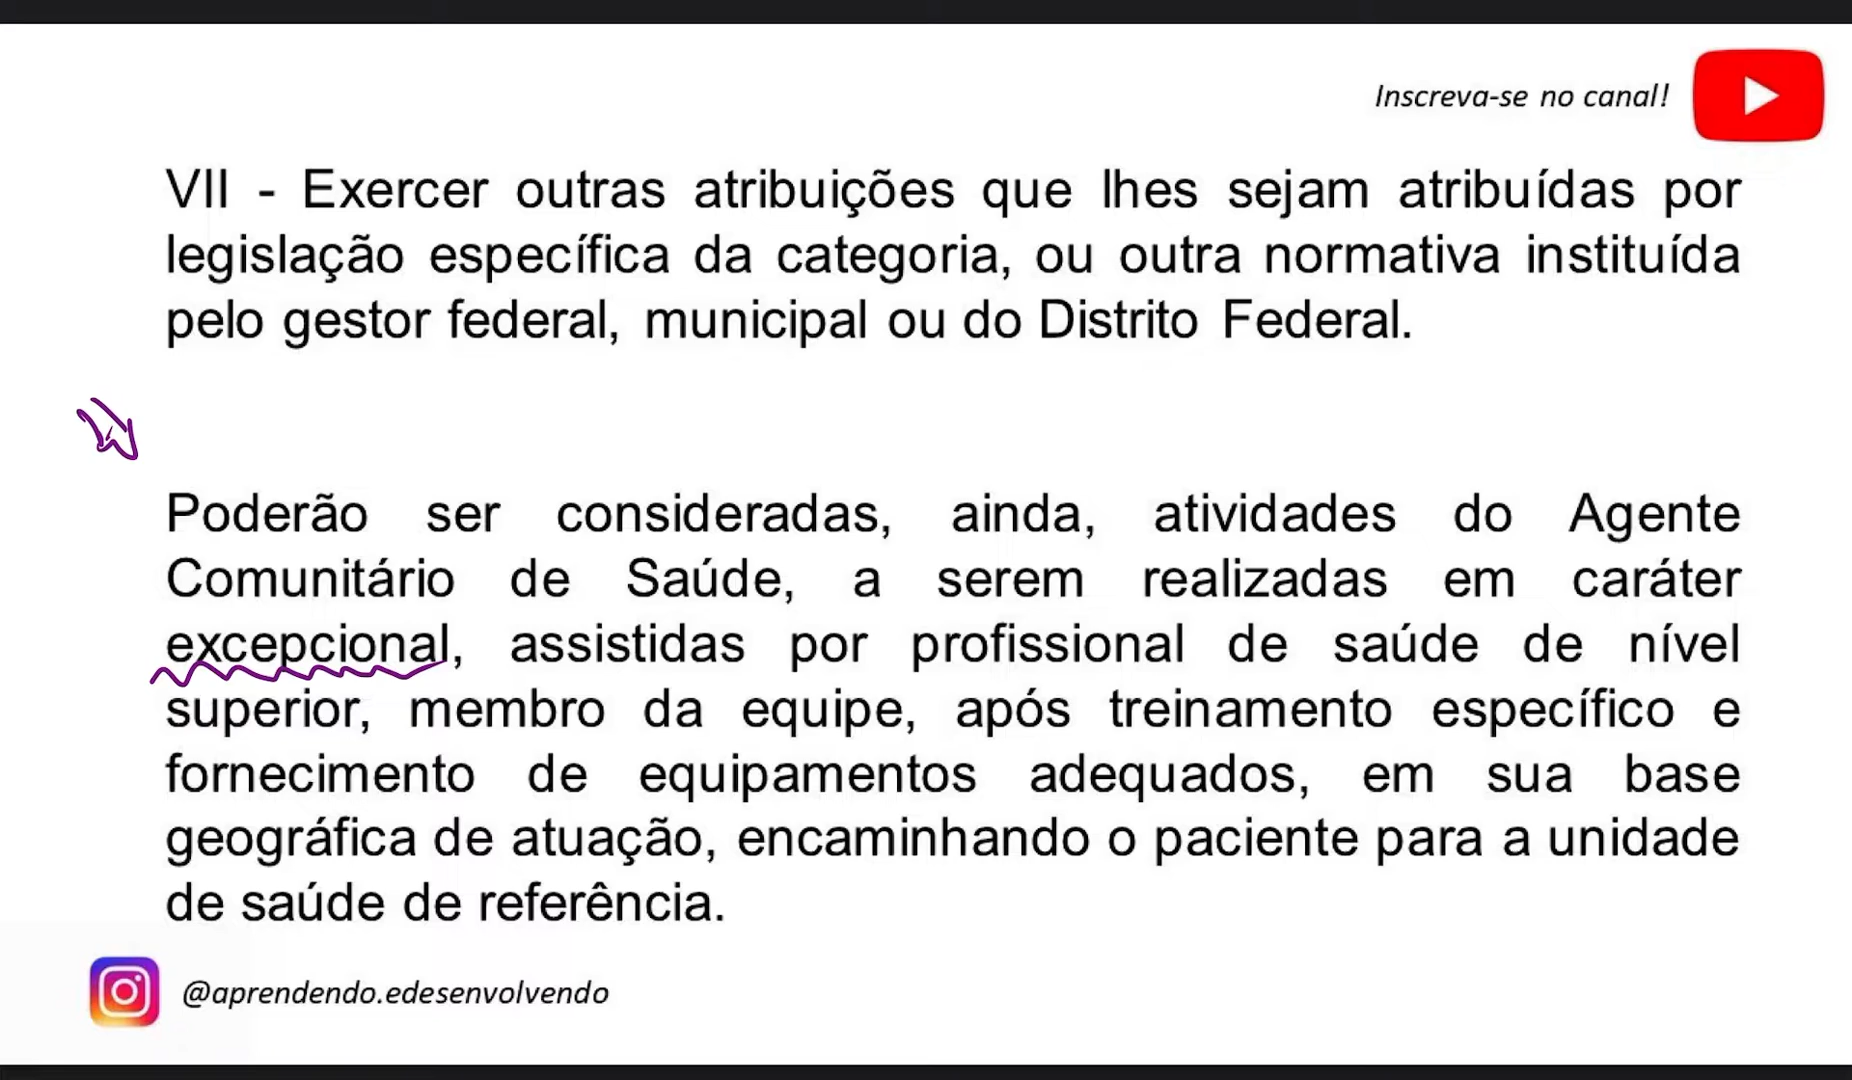 Inscreva-se no canal!
VII - Exercer outras atribuições que lhes sejam atribuídas por
legislação específica da categoria, ou outra normativa instituída
pelo gestor federal, municipal ou do Distrito Federal.
Poderão ser consideradas, ainda, atividades do Agente
Comunitário de Saúde, a serem realizadas em caráter
excepcional, assistidas por profissional de saúde de nível
superior, membro da equipe, após treinamento específico e
fornecimento de equipamentos adequados, em sua base
geográfica de atuação, encaminhando o paciente para a unidade
de saúde de referência.
@aprendendo.edesenvolvendo